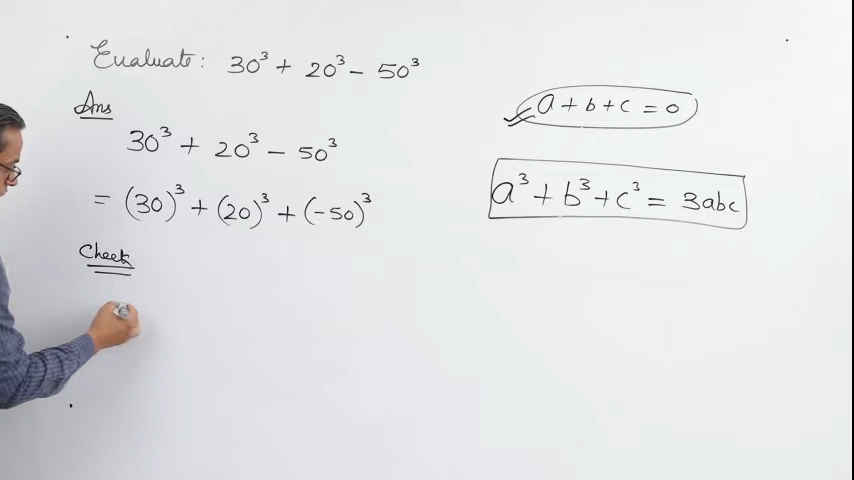 Evaluate: 30³ + 20³ - 50³
Ans
30³ + 20³ - 50³
= (30)³ + (20)³ + (-50)³
Check
a + b + c = 0
a³ + b³ + c³ = 3abc